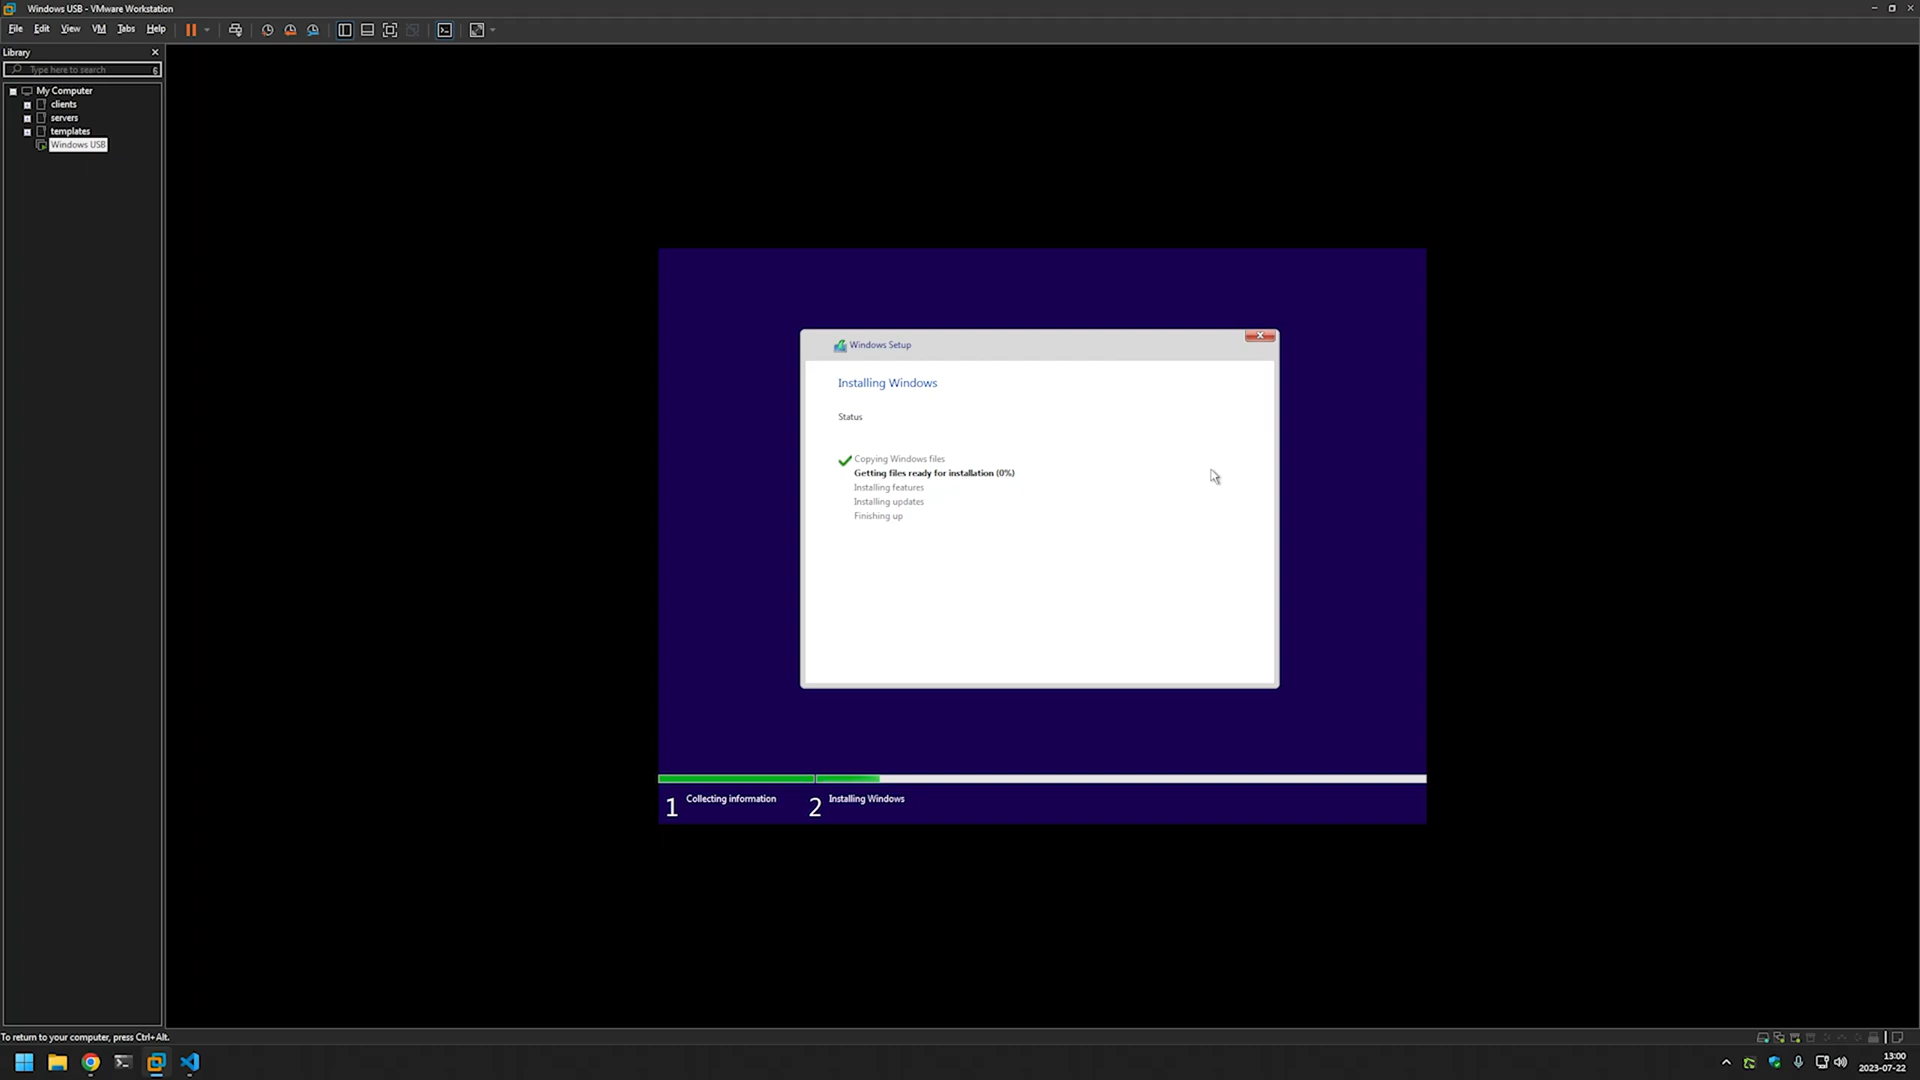 Windows USB - VMware Workstation
File Edit View VM Tabs Help
Library
Type here to search
My Computer
clients
servers
templates
Windows USB
Windows Setup
Installing Windows
Status
Copying Windows files
Getting files ready for installation (0%)
Installing features
Installing updates
Finishing up
1 Collecting information 2 Installing Windows
To return to your computer, press Ctrl+Alt.
13:00
2023-07-22